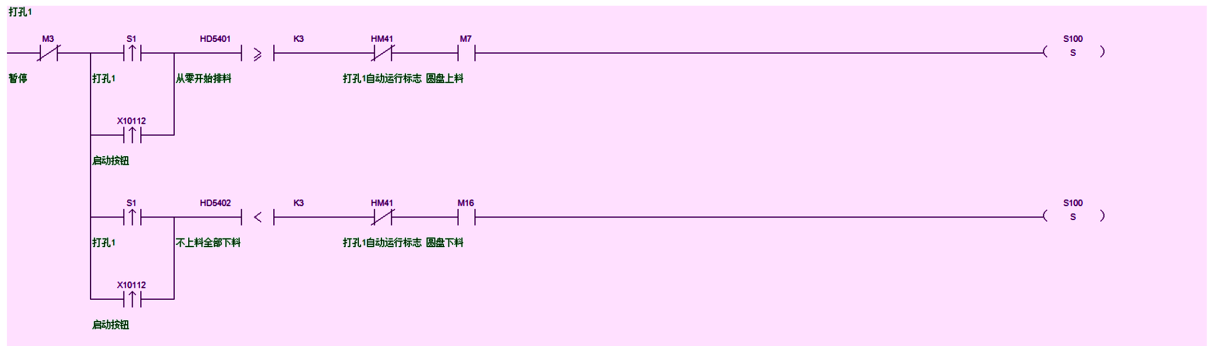 打孔1
M3 S1 HD5401 K3 HM41 M7 S100
S
暂停 打孔1 从零开始排料 打孔1自动运行标志 圆盘上料
X10112
启动按钮
S1 HD5402 K3 HM41 M16 S100
S
打孔1 不上料全部下料 打孔1自动运行标志 圆盘下料
X10112
启动按钮